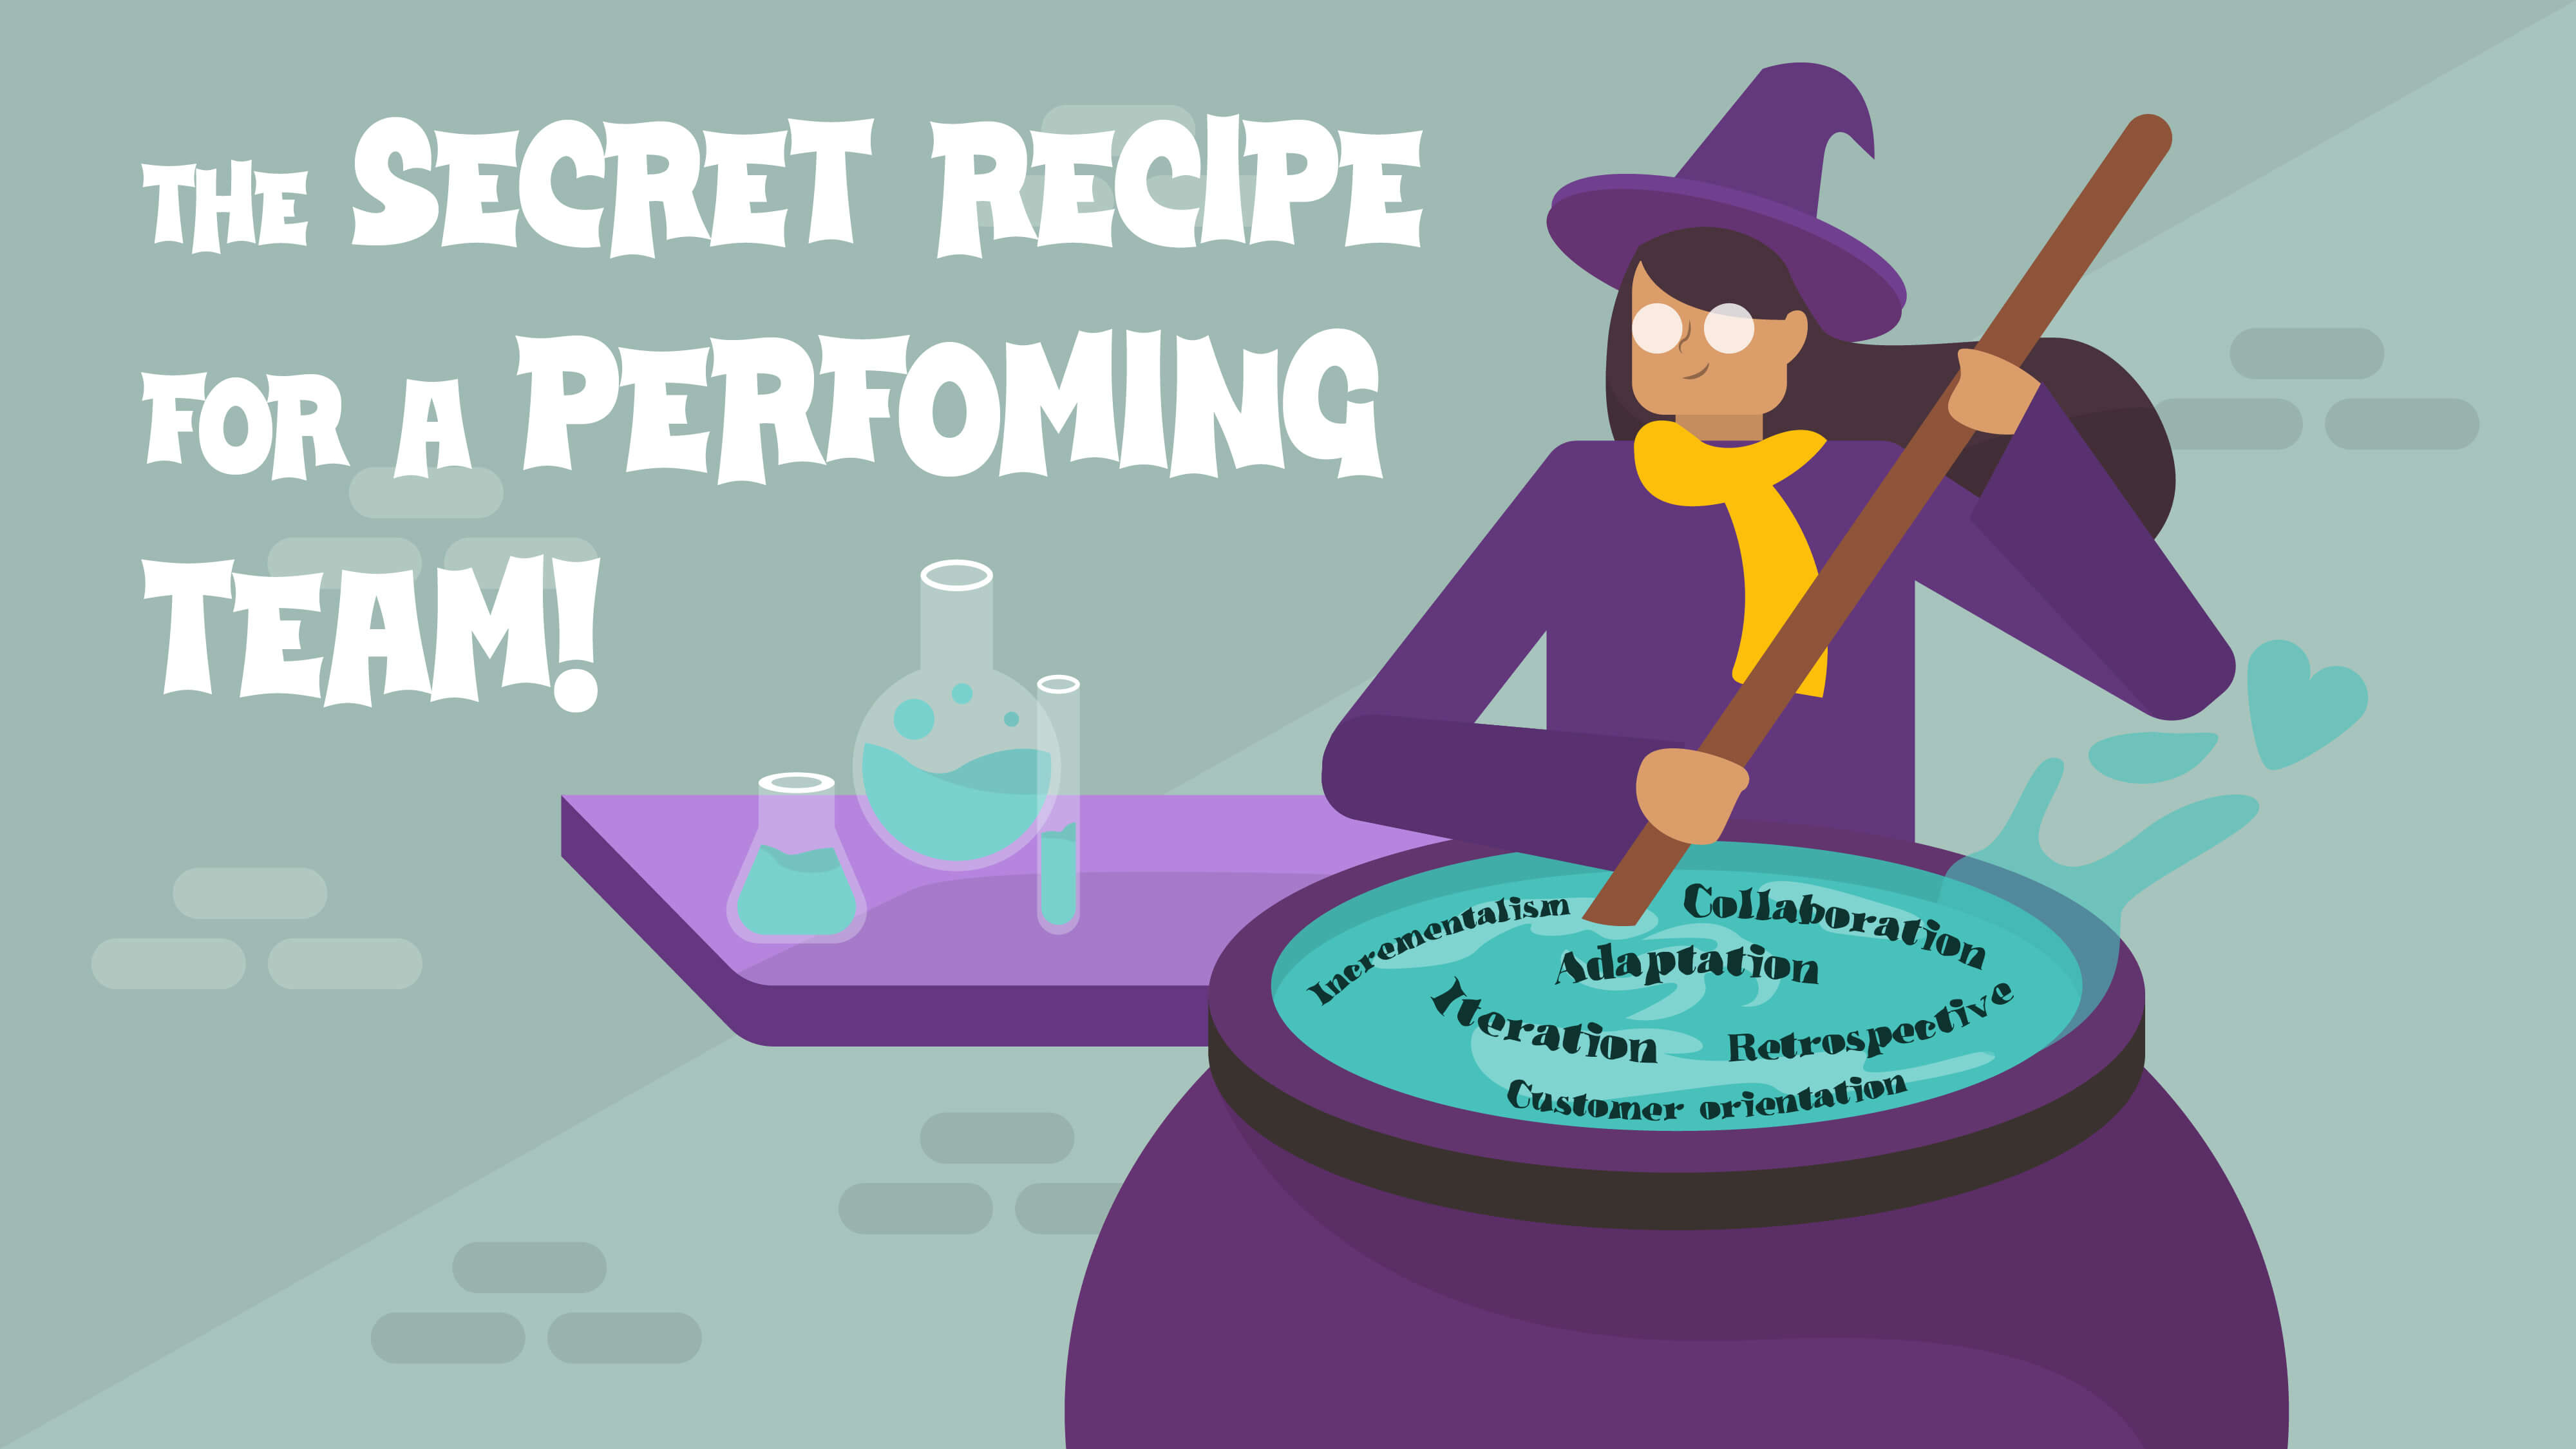 THE SECRET RECIPE
FOR A PERFOMING
TEAM!
Incrementalism
Collaboration
Adaptation
Iteration
Retrospective
Customer orientation